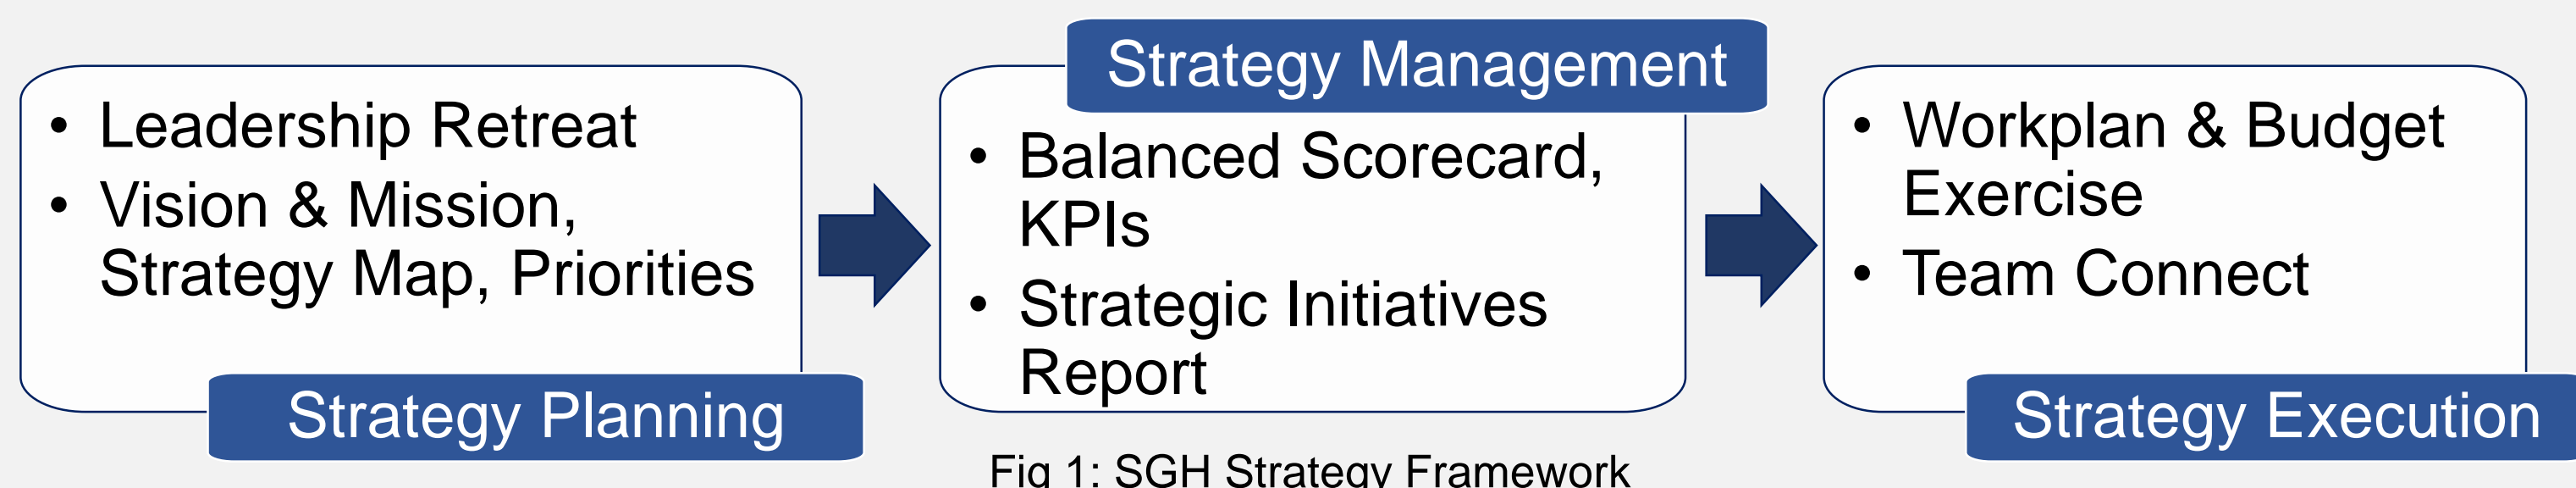 • Leadership Retreat
• Vision & Mission,
Strategy Map, Priorities
Strategy Planning
Strategy Management
• Balanced Scorecard,
KPIs
• Strategic Initiatives
Report
• Workplan & Budget
Exercise
• Team Connect
Strategy Execution
Fig 1: SGH Strategy Framework